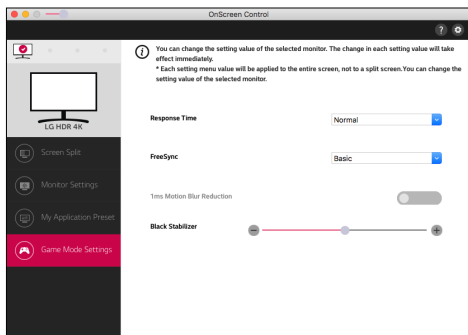 OnScreen Control
?
i
You can change the setting value of the selected monitor. The change in each setting value will take
effect immediately.
* Each setting menu value will be applied to the entire screen, not to a split screen.You can change the
setting value of the selected monitor.
LG HDR 4K
Screen Split
Monitor Settings
My Application Preset
Game Mode Settings
Response Time
Normal
FreeSync
Basic
1ms Motion Blur Reduction
Black Stabilizer